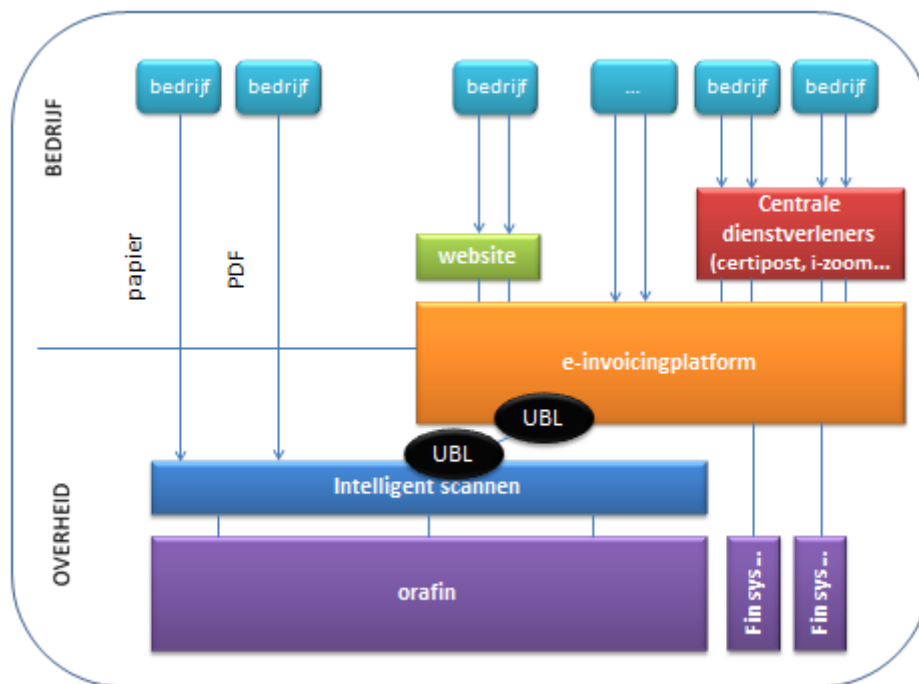 BEDRIJF
bedrijf
bedrijf
bedrijf
...
bedrijf
bedrijf
papier
PDF
website
Centrale
dienstverleners
(certipost, i-zoom...
e-invoicingplatform
UBL
UBL
OVERHEID
Intelligent scannen
orafin
Fin sys...
Fin sys...